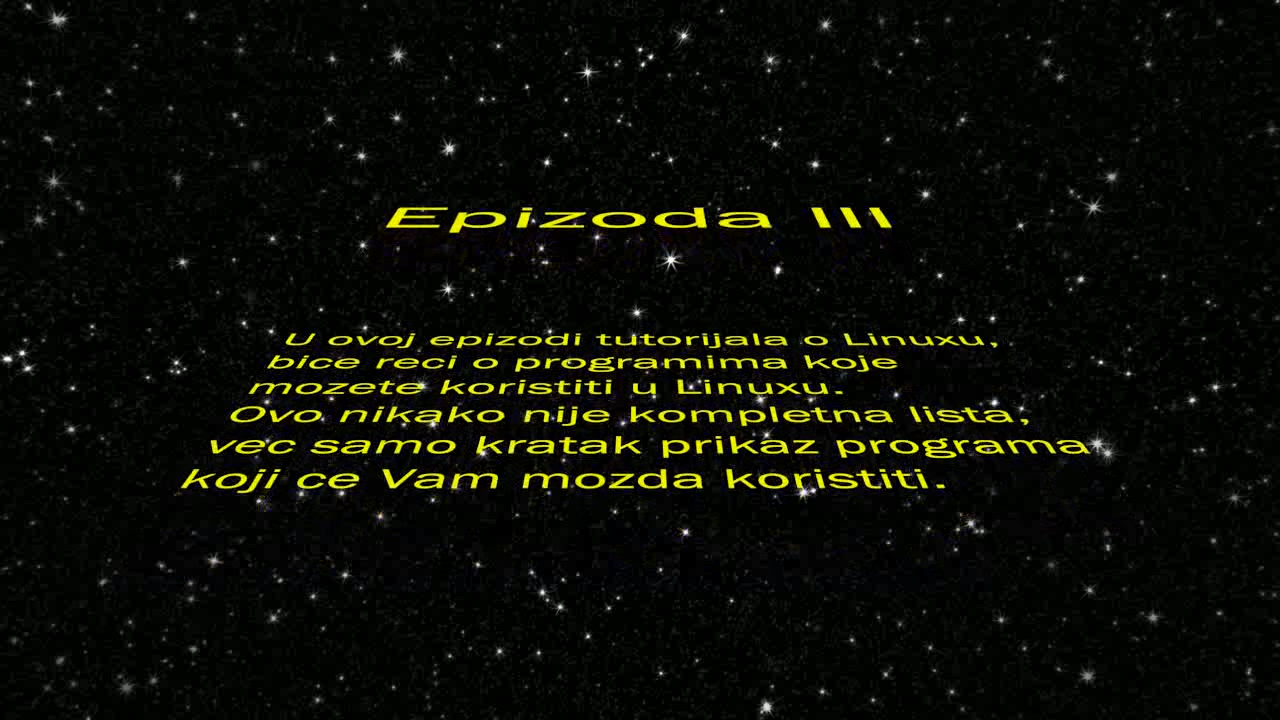 Epizoda III
U ovoj epizodi tutorijala o Linuxu,
bice reci o programima koje
mozete koristiti u Linuxu.
Ovo nikako nije kompletna lista,
vec samo kratak prikaz programa
koji ce Vam mozda koristiti.